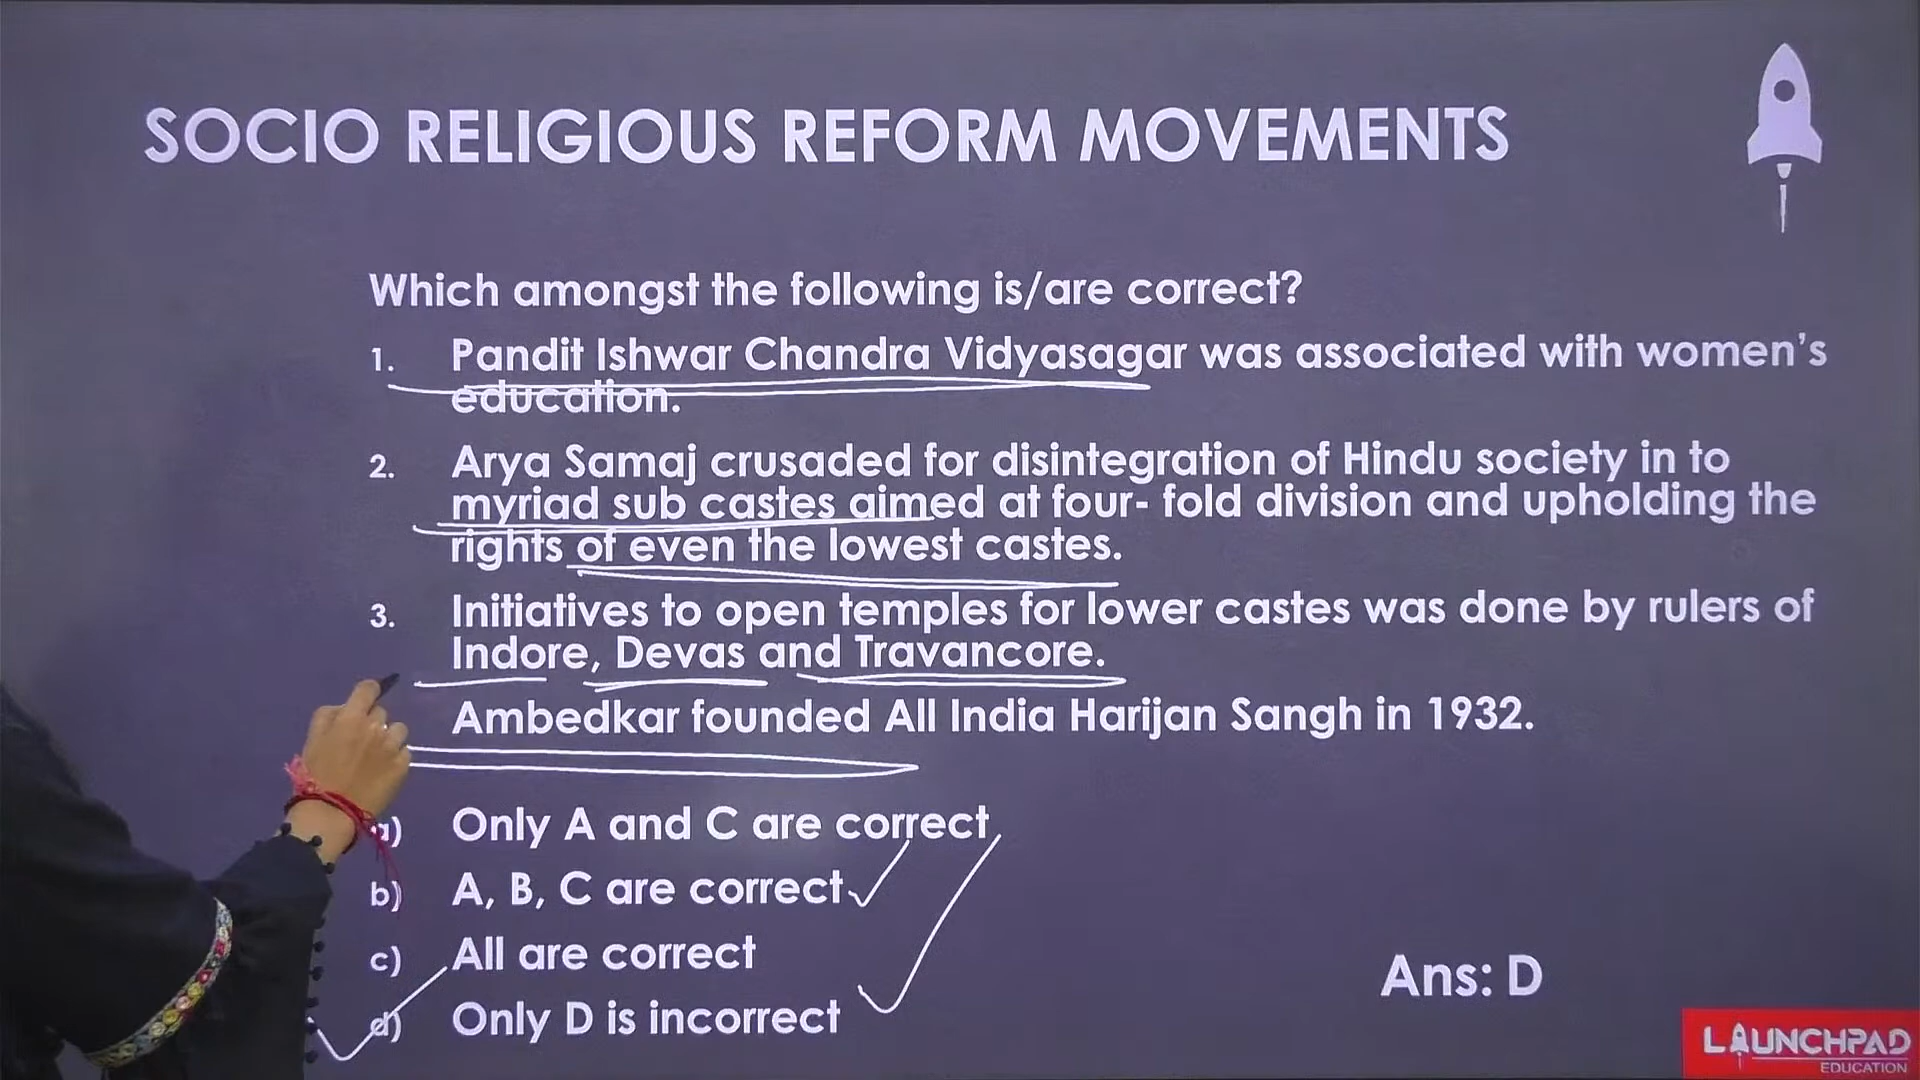 SOCIO RELIGIOUS REFORM MOVEMENTS
Which amongst the following is/are correct?
1. Pandit Ishwar Chandra Vidyasagar was associated with women's
education.
2. Arya Samaj crusaded for disintegration of Hindu society in to
myriad sub castes aimed at four- fold division and upholding the
rights of even the lowest castes.
3. Initiatives to open temples for lower castes was done by rulers of
Indore, Devas and Travancore.
Ambedkar founded All India Harijan Sangh in 1932.
a) Only A and C are correct
b) A, B, C are correct
c) All are correct
d) Only D is incorrect
Ans: D
LAUNCHPAD
EDUCATION